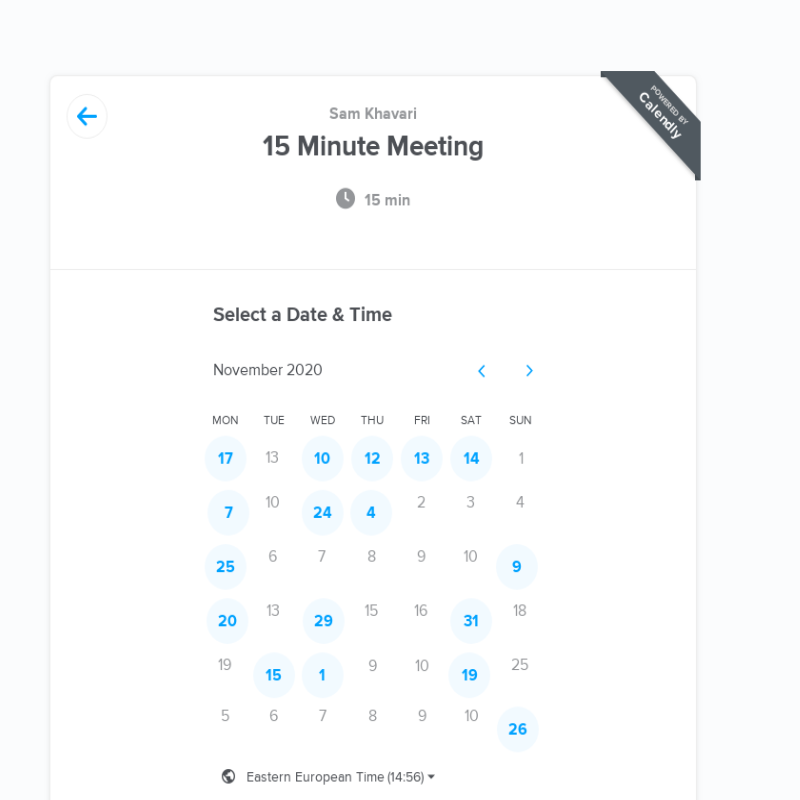 POWERED BY
Calendly
Sam Khavari
15 Minute Meeting
15 min
Select a Date & Time
November 2020
MON TUE WED THU FRI SAT SUN
17 13 10 12 13 14 1
7 10 24 4 2 3 4
25 6 7 8 9 10 9
20 13 29 15 16 31 18
19 15 1 9 10 19 25
5 6 7 8 9 10 26
Eastern European Time (14:56)